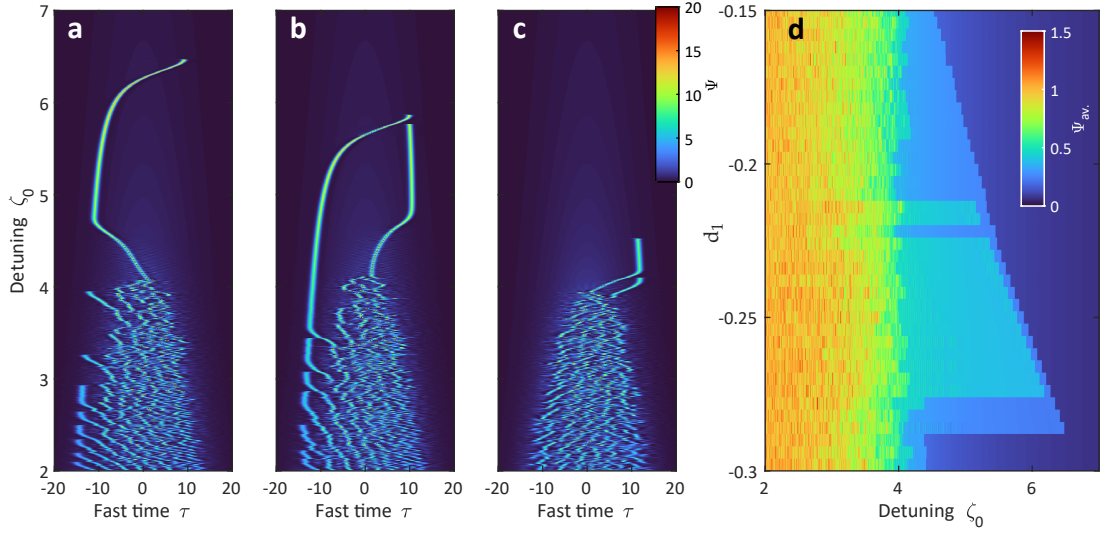 a
7
6
5
4
3
2
-20 -10 0 10 20
Detuning ζ0
Fast time τ
b
-20 -10 0 10 20
Fast time τ
c
-20 -10 0 10 20
Fast time τ
20
15
10
5
0
Ψ
d
-0.15
-0.2
-0.25
-0.3
d1
2 4 6
Detuning ζ0
1.5
1
0.5
0
Ψav.